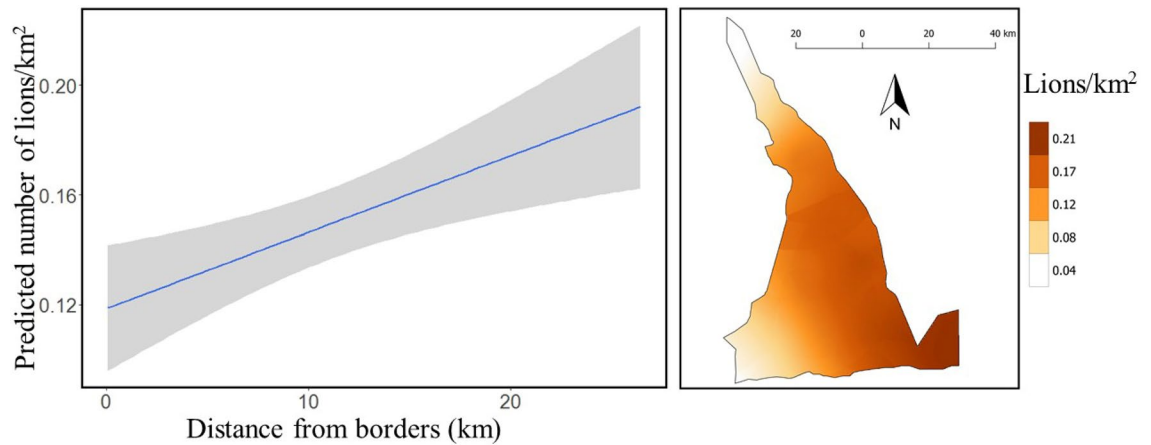 Predicted number of lions/km²
0.20
0.16
0.12
0
10
20
Distance from borders (km)
20
0
20
40 km
N
Lions/km²
0.21
0.17
0.12
0.08
0.04